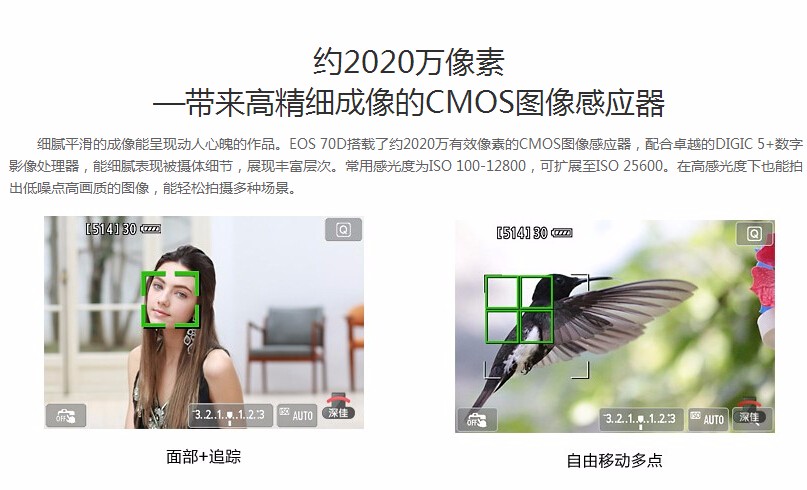 约2020万像素
—带来高精细成像的CMOS图像感应器
细腻平滑的成像能呈现动人心魄的作品。EOS 70D搭载了约2020万有效像素的CMOS图像感应器，配合卓越的DIGIC 5+数字
影像处理器，能细腻表现被摄体细节，展现丰富层次。常用感光度为ISO 100-12800，可扩展至ISO 25600。在高感光度下也能拍
出低噪点高画质的图像，能轻松拍摄多种场景。
[514] 30
Q
OFF
-3..2..1..0..1..2.:3
AUTO
深佳
面部+追踪
[514] 30
Q
OFF
-3..2..1..0..1..2.:3
AUTO
深佳
自由移动多点